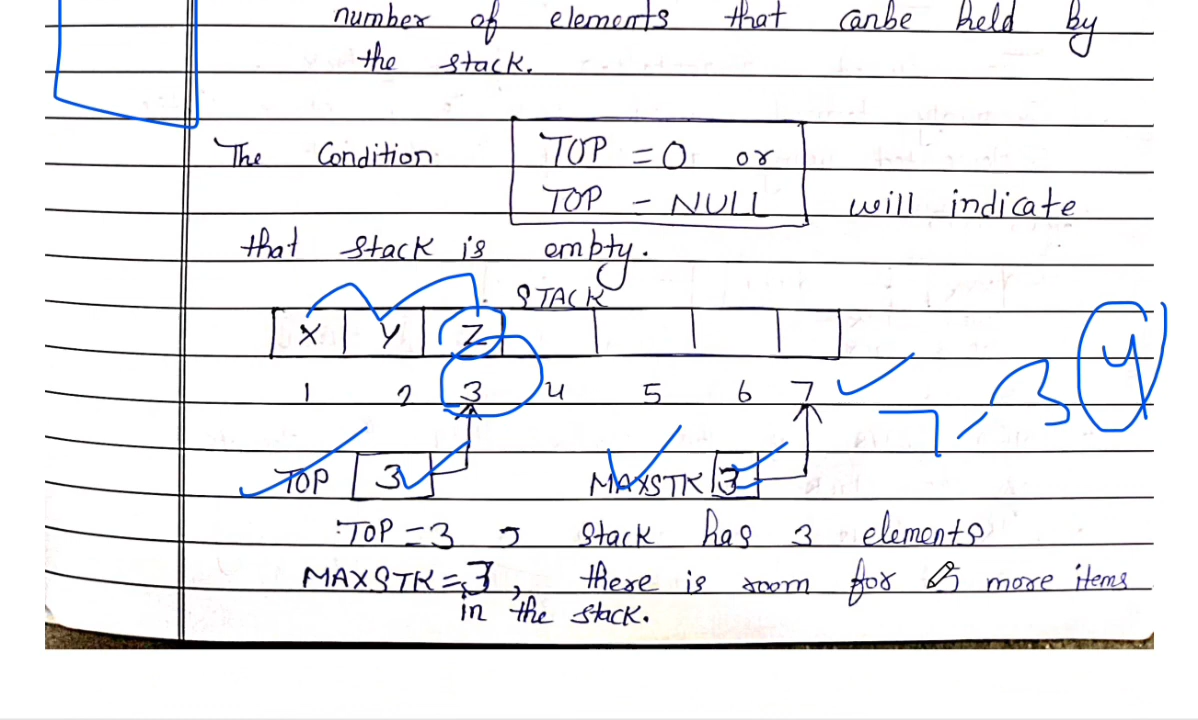 number of elements that canbe held by
the stack.
The Condition TOP = 0 or
TOP = NULL will indicate
that stack is empty.
STACK
X Y Z
1 2 3 4 5 6 7
7 - 3 4
TOP 3 MAXSTK
TOP = 3, Stack has 3 elements
MAXSTK = there is room for more items
in the stack.